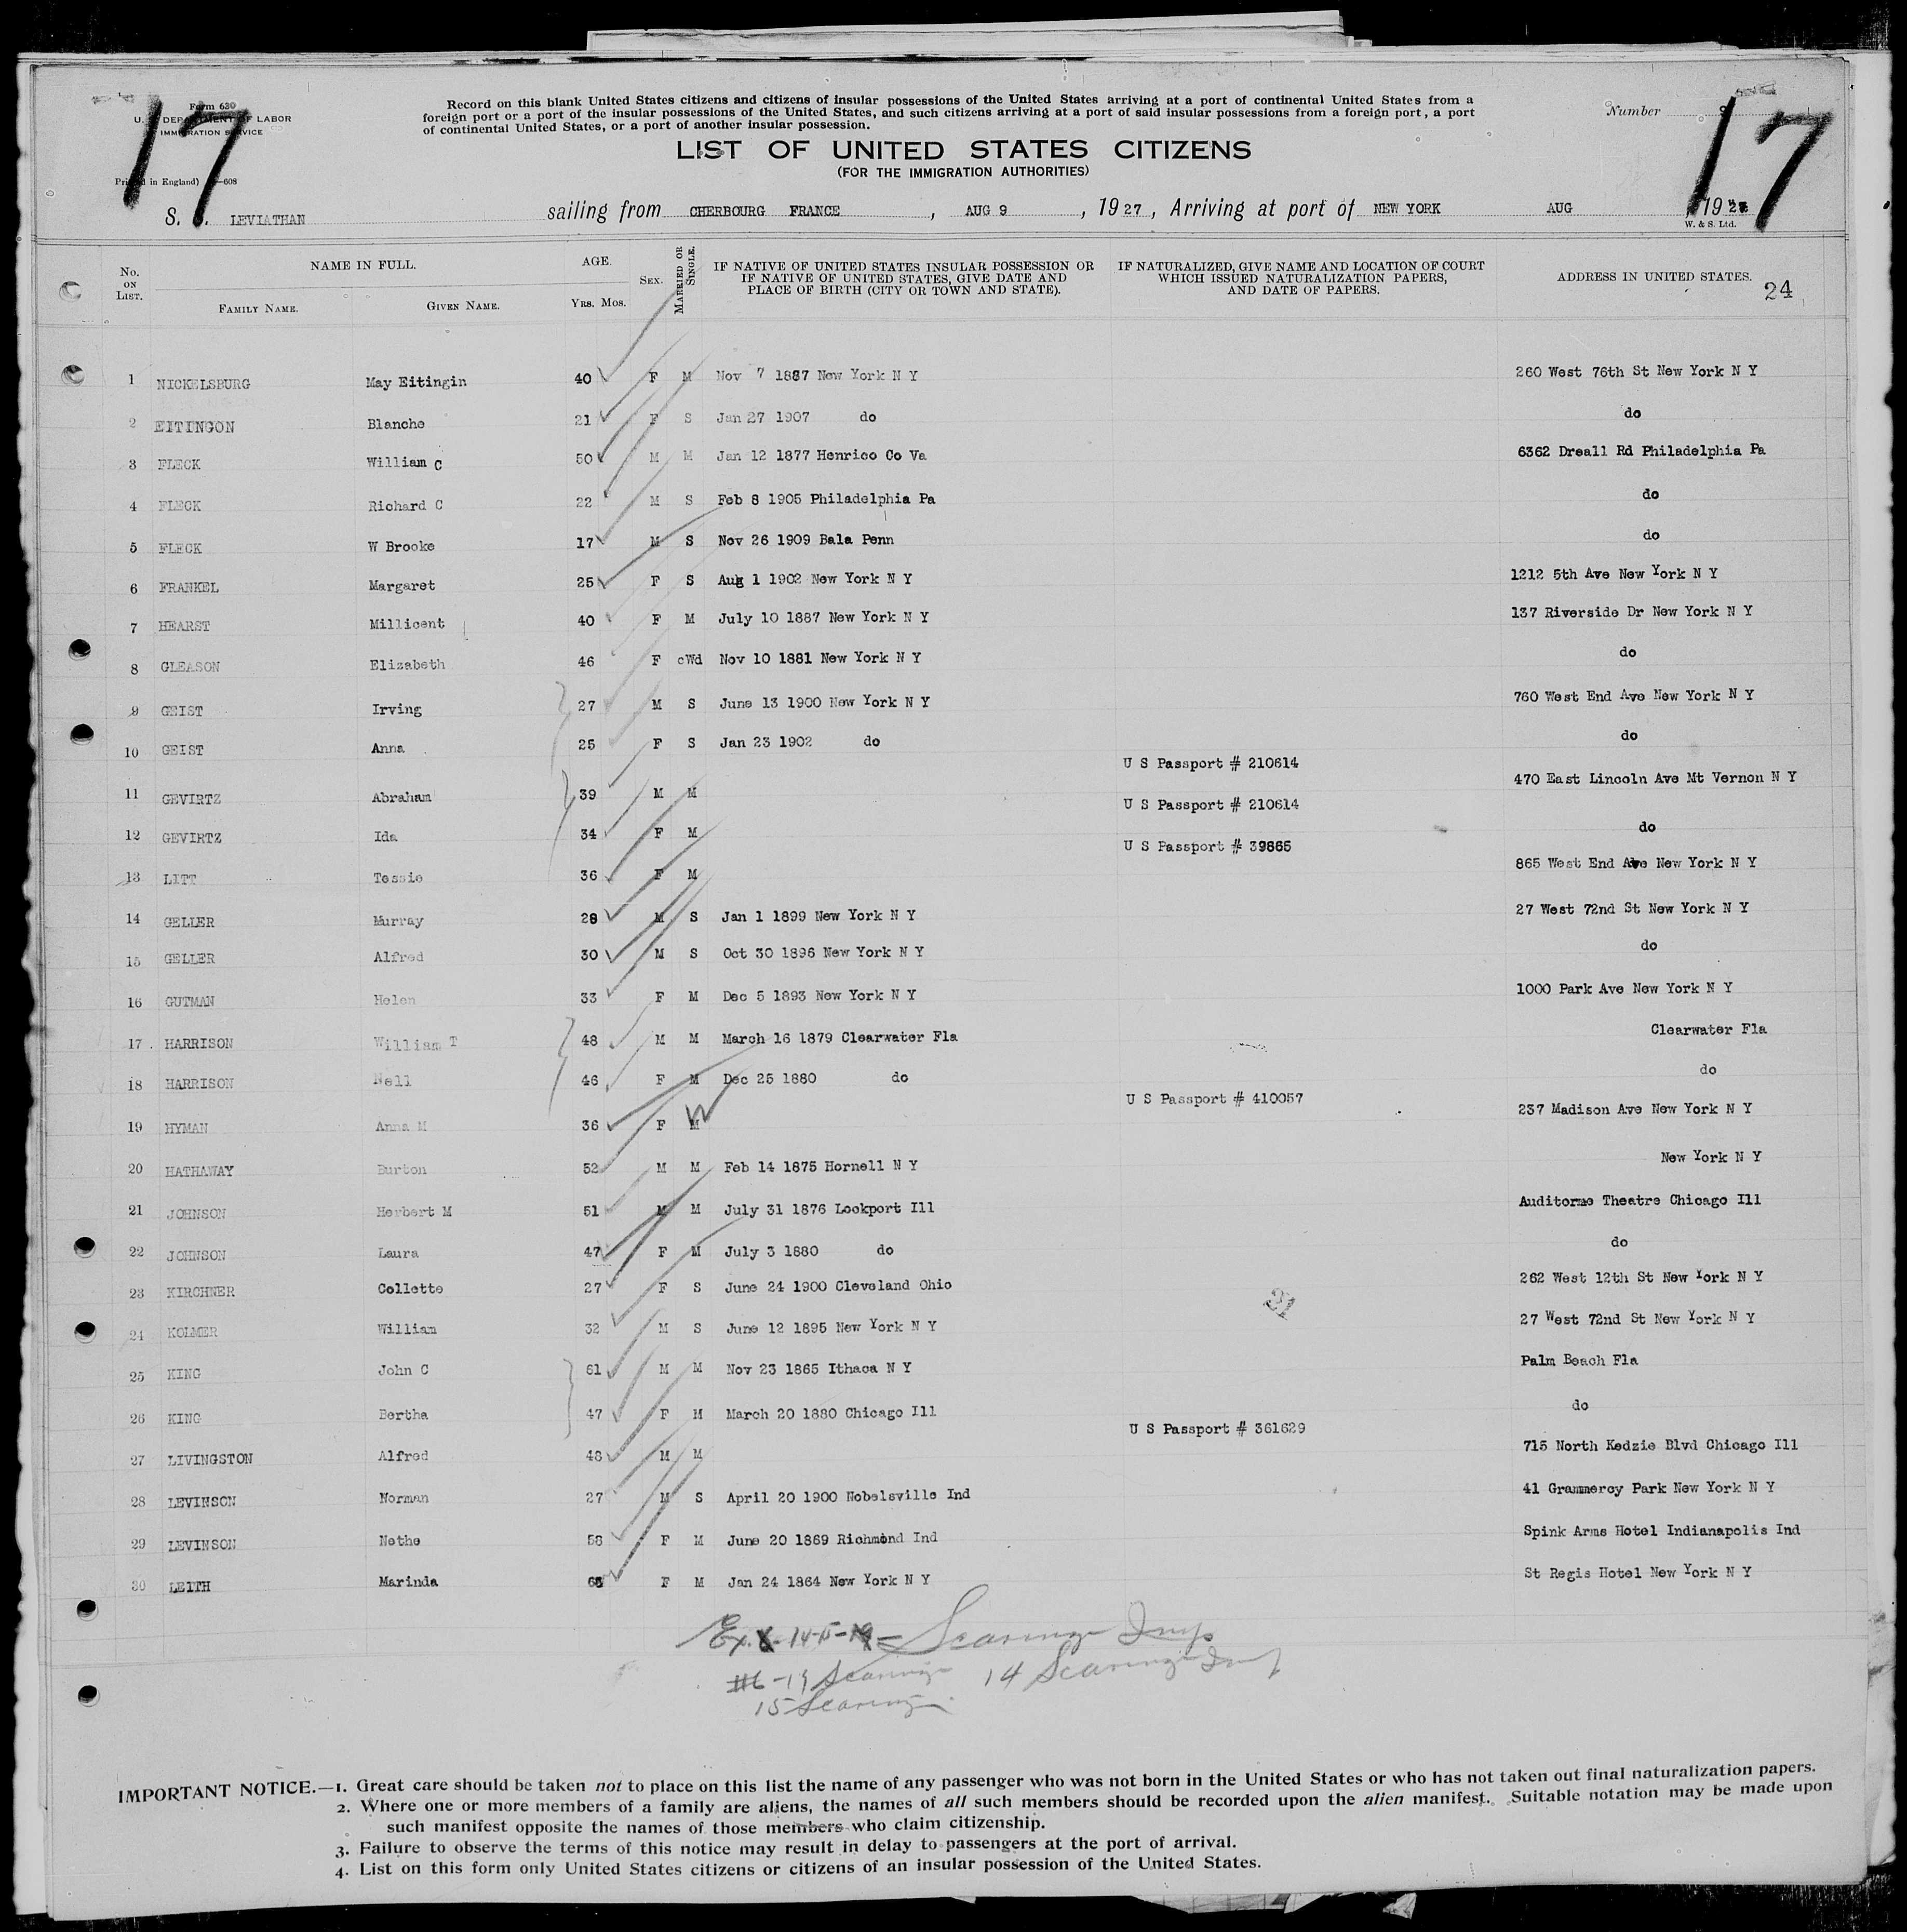 17
17
Form 630
U. S. DEPARTMENT OF LABOR
IMMIGRATION SERVICE
Record on this blank United States citizens and citizens of insular possessions of the United States arriving at a port of continental United States from a
foreign port or a port of the insular possessions of the United States, and such citizens arriving at a port of said insular possessions from a foreign port, a port
of continental United States, or a port of another insular possession.
Number
LIST OF UNITED STATES CITIZENS
(FOR THE IMMIGRATION AUTHORITIES)
(Printed in England) —608
S. S. LEVIATHAN sailing from CHERBOURG FRANCE, AUG 9, 1927, Arriving at port of NEW YORK AUG 1927
W. & S. Ltd.
No. ON LIST. NAME IN FULL. FAMILY NAME. GIVEN NAME. AGE. YRS. MOS. SEX. MARRIED OR SINGLE. IF NATIVE OF UNITED STATES INSULAR POSSESSION OR IF NATIVE OF UNITED STATES, GIVE DATE AND PLACE OF BIRTH (CITY OR TOWN AND STATE). IF NATURALIZED, GIVE NAME AND LOCATION OF COURT WHICH ISSUED NATURALIZATION PAPERS, AND DATE OF PAPERS. ADDRESS IN UNITED STATES. 24
1 NICKELSBURG May Eitingin 40 F M Nov 7 1887 New York N Y 260 West 76th St New York N Y
2 EITINGON Blanche 21 F S Jan 27 1907 do do
3 FLECK William C 50 M M Jan 12 1877 Henrico Co Va 6362 Dreall Rd Philadelphia Pa
4 FLECK Richard C 22 M S Feb 8 1905 Philadelphia Pa do
5 FLECK W Brooke 17 M S Nov 26 1909 Bala Penn do
6 FRANKEL Margaret 25 F S Aug 1 1902 New York N Y 1212 5th Ave New York N Y
7 HEARST Millicent 40 F M July 10 1887 New York N Y 137 Riverside Dr New York N Y
8 GLEASON Elizabeth 46 F cWd Nov 10 1881 New York N Y do
9 GEIST Irving 27 M S June 13 1900 New York N Y 760 West End Ave New York N Y
10 GEIST Anna 25 F S Jan 23 1902 do do
11 GEVIRTZ Abraham 39 M M U S Passport # 210614 470 East Lincoln Ave Mt Vernon N Y
12 GEVIRTZ Ida 34 F M U S Passport # 210614 do
13 LITT Tessie 36 F M U S Passport # 39865 865 West End Ave New York N Y
14 GELLER Murray 28 M S Jan 1 1899 New York N Y 27 West 72nd St New York N Y
15 GELLER Alfred 30 M S Oct 30 1896 New York N Y do
16 GUTMAN Helen 33 F M Dec 5 1893 New York N Y 1000 Park Ave New York N Y
17 HARRISON William T 48 M M March 16 1879 Clearwater Fla Clearwater Fla
18 HARRISON Nell 46 F M Dec 25 1880 do do
19 HYMAN Anna M 36 F M W U S Passport # 410057 237 Madison Ave New York N Y
20 HATHAWAY Burton 52 M M Feb 14 1875 Hornell N Y New York N Y
21 JOHNSON Herbert M 51 M M July 31 1876 Lockport Ill Auditorme Theatre Chicago Ill
22 JOHNSON Laura 47 F M July 3 1880 do do
23 KIRCHNER Collette 27 F S June 24 1900 Cleveland Ohio 262 West 12th St New York N Y
24 KOLMER William 32 M S June 12 1895 New York N Y 27 West 72nd St New York N Y
25 KING John C 61 M M Nov 23 1865 Ithaca N Y Palm Beach Fla
26 KING Bertha 47 F M March 20 1880 Chicago Ill do
27 LIVINGSTON Alfred 48 M M U S Passport # 361629 715 North Kedzie Blvd Chicago Ill
28 LEVINSON Norman 27 M S April 20 1900 Nobelsville Ind 41 Grammercy Park New York N Y
29 LEVINSON Nethe 58 F M June 20 1869 Richmond Ind Spink Arms Hotel Indianapolis Ind
30 LEITH Marinda F M Jan 24 1864 New York N Y St Regis Hotel New York N Y
21
14 Scaringe
15 Scaringe
IMPORTANT NOTICE.—1. Great care should be taken not to place on this list the name of any passenger who was not born in the United States or who has not taken out final naturalization papers.
2. Where one or more members of a family are aliens, the names of all such members should be recorded upon the alien manifest. Suitable notation may be made upon
such manifest opposite the names of those members who claim citizenship.
3. Failure to observe the terms of this notice may result in delay to passengers at the port of arrival.
4. List on this form only United States citizens or citizens of an insular possession of the United States.